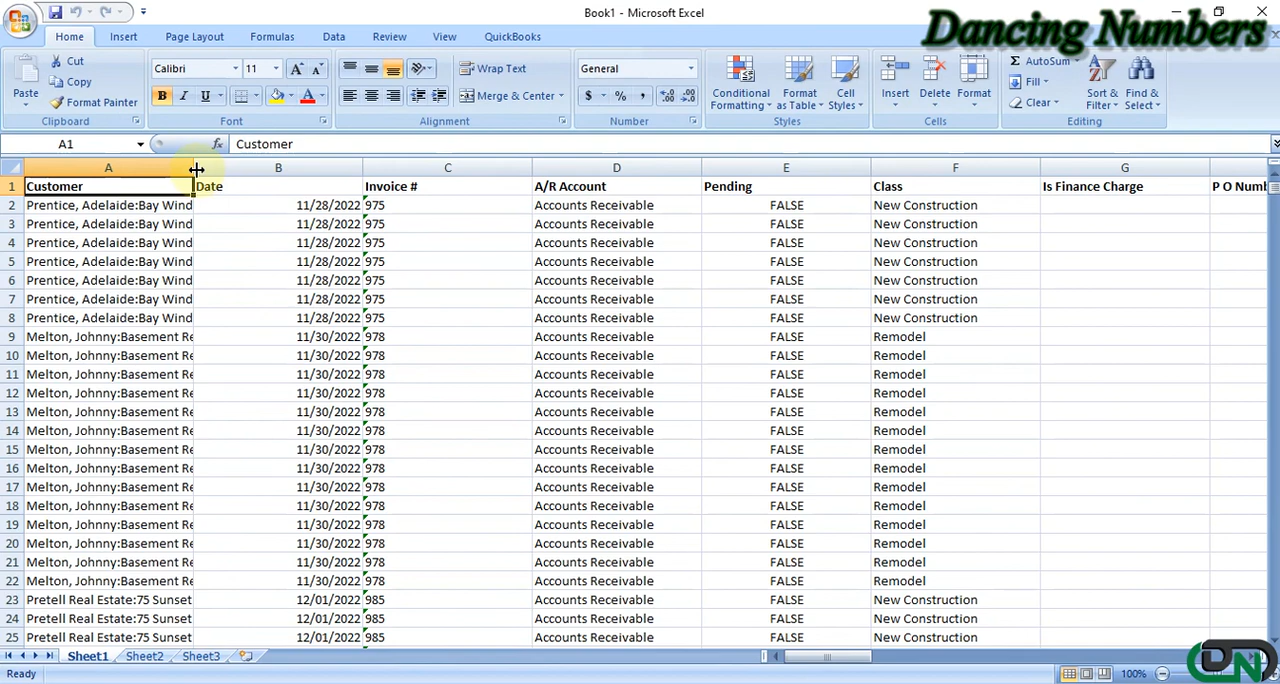 Book1 - Microsoft Excel
Dancing Numbers
Home Insert Page Layout Formulas Data Review View QuickBooks
Paste
Cut
Copy
Format Painter
Clipboard
Calibri 11 A A
B I U A
Font
Wrap Text
Merge & Center
Alignment
General
$ % ,
Number
Conditional Formatting
Format as Table
Cell Styles
Styles
Insert
Delete
Format
Cells
Σ AutoSum
Fill
Clear
Sort & Filter
Find & Select
Editing
A1 fx Customer
A B C D E F G
1 Customer Date Invoice # A/R Account Pending Class Is Finance Charge P O Numb
2 Prentice, Adelaide:Bay Wind 11/28/2022 975 Accounts Receivable FALSE New Construction
3 Prentice, Adelaide:Bay Wind 11/28/2022 975 Accounts Receivable FALSE New Construction
4 Prentice, Adelaide:Bay Wind 11/28/2022 975 Accounts Receivable FALSE New Construction
5 Prentice, Adelaide:Bay Wind 11/28/2022 975 Accounts Receivable FALSE New Construction
6 Prentice, Adelaide:Bay Wind 11/28/2022 975 Accounts Receivable FALSE New Construction
7 Prentice, Adelaide:Bay Wind 11/28/2022 975 Accounts Receivable FALSE New Construction
8 Prentice, Adelaide:Bay Wind 11/28/2022 975 Accounts Receivable FALSE New Construction
9 Melton, Johnny:Basement Re 11/30/2022 978 Accounts Receivable FALSE Remodel
10 Melton, Johnny:Basement Re 11/30/2022 978 Accounts Receivable FALSE Remodel
11 Melton, Johnny:Basement Re 11/30/2022 978 Accounts Receivable FALSE Remodel
12 Melton, Johnny:Basement Re 11/30/2022 978 Accounts Receivable FALSE Remodel
13 Melton, Johnny:Basement Re 11/30/2022 978 Accounts Receivable FALSE Remodel
14 Melton, Johnny:Basement Re 11/30/2022 978 Accounts Receivable FALSE Remodel
15 Melton, Johnny:Basement Re 11/30/2022 978 Accounts Receivable FALSE Remodel
16 Melton, Johnny:Basement Re 11/30/2022 978 Accounts Receivable FALSE Remodel
17 Melton, Johnny:Basement Re 11/30/2022 978 Accounts Receivable FALSE Remodel
18 Melton, Johnny:Basement Re 11/30/2022 978 Accounts Receivable FALSE Remodel
19 Melton, Johnny:Basement Re 11/30/2022 978 Accounts Receivable FALSE Remodel
20 Melton, Johnny:Basement Re 11/30/2022 978 Accounts Receivable FALSE Remodel
21 Melton, Johnny:Basement Re 11/30/2022 978 Accounts Receivable FALSE Remodel
22 Melton, Johnny:Basement Re 11/30/2022 978 Accounts Receivable FALSE Remodel
23 Pretell Real Estate:75 Sunset 12/01/2022 985 Accounts Receivable FALSE New Construction
24 Pretell Real Estate:75 Sunset 12/01/2022 985 Accounts Receivable FALSE New Construction
25 Pretell Real Estate:75 Sunset 12/01/2022 985 Accounts Receivable FALSE New Construction
Sheet1 Sheet2 Sheet3
Ready 100%
DN